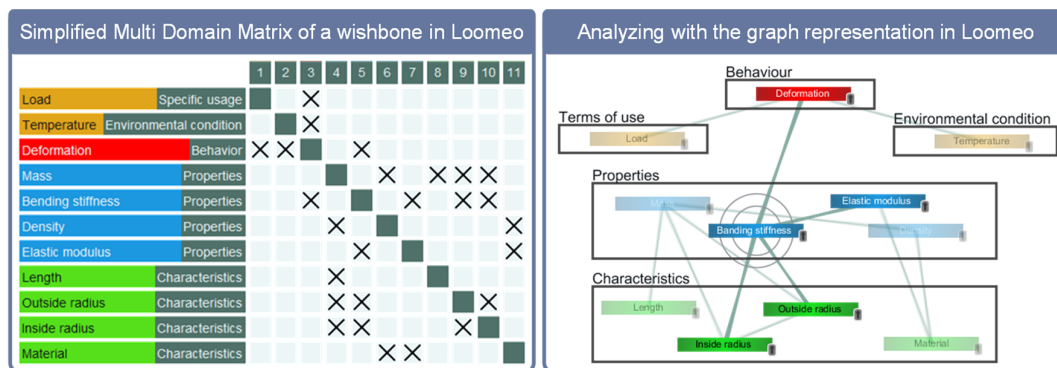 Simplified Multi Domain Matrix of a wishbone in Loomeo
1 2 3 4 5 6 7 8 9 10 11
Load Specific usage
Temperature Environmental condition
Deformation Behavior
Mass Properties
Bending stiffness Properties
Density Properties
Elastic modulus Properties
Length Characteristics
Outside radius Characteristics
Inside radius Characteristics
Material Characteristics
Analyzing with the graph representation in Loomeo
Behaviour
Deformation
Terms of use
Load
Environmental condition
Temperature
Properties
Elastic modulus
Banding stiffness
Density
Characteristics
Length
Outside radius
Inside radius
Material